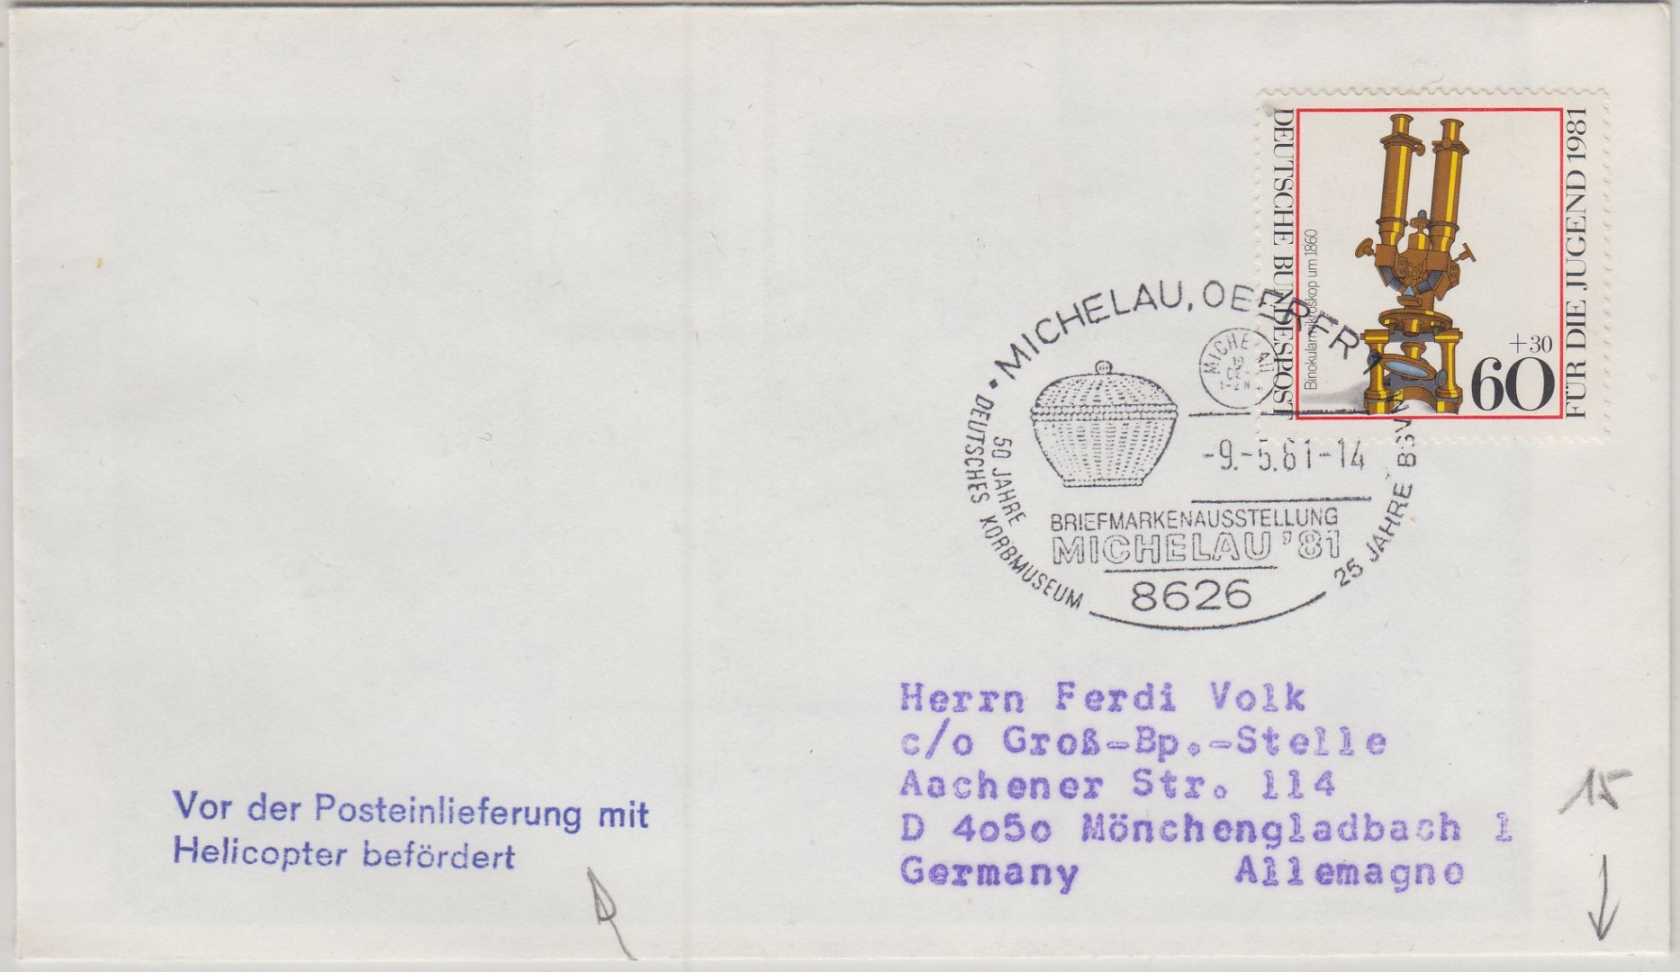 DEUTSCHE BUNDESPOST
FÜR DIE JUGEND 1981
Binokularmikroskop um 1860
+30
60
MICHELAU, OBERFR
-9.-5.81-14
50 JAHRE
DEUTSCHES KORBMUSEUM
BRIEFMARKENAUSSTELLUNG
MICHELAU '81
8626
25 JAHRE BSV
Herrn Ferdi Volk
c/o Groß-Bp.-Stelle
Aachener Str. 114
D 4050 Mönchengladbach 1
Germany Allemagne
Vor der Posteinlieferung mit
Helicopter befördert
15